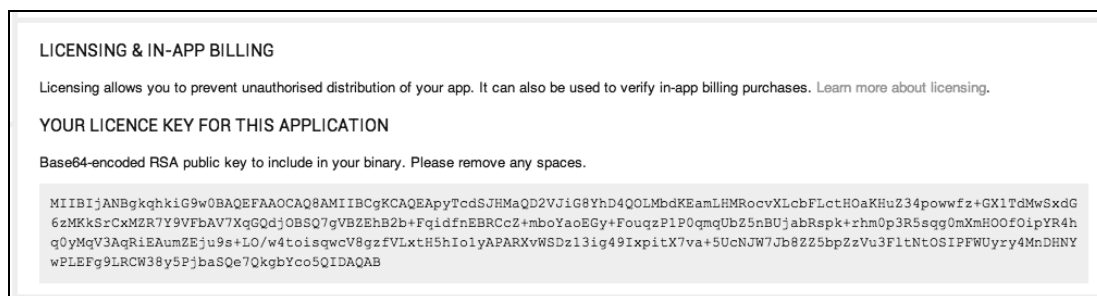 LICENSING & IN-APP BILLING
Licensing allows you to prevent unauthorised distribution of your app. It can also be used to verify in-app billing purchases. Learn more about licensing.
YOUR LICENCE KEY FOR THIS APPLICATION
Base64-encoded RSA public key to include in your binary. Please remove any spaces.
MIIBIjANBgkqhkiG9w0BAQEFAAOCAQ8AMIIBCgKCAQEApyTcdSJHMaQD2VJiG8YhD4QOLMbdKEamLHMRocvXLcbFLctHOaKHuZ34powwfz+GX1TdMwSxdG
6zMKkSrCxMZR7Y9VFbAV7XqGQdjOBSQ7gVBZEhB2b+FqidfnEBRCcZ+mboYaoEGy+FouqzP1P0qmqUbZ5nBUjabRspk+rhm0p3R5sqg0mXmHOOfOipYR4h
q0yMqV3AqRiEAumZEju9s+LO/w4toisqwcV8gzfVLxtH5hIo1yAPARXvWSDz13ig49IxpitX7va+5UcNJW7Jb8ZZ5bpZzVu3FltNtOSIPFWUyry4MnDHNY
wPLEFg9LRCW38y5PjbaSQe7QkgbYco5QIDAQAB